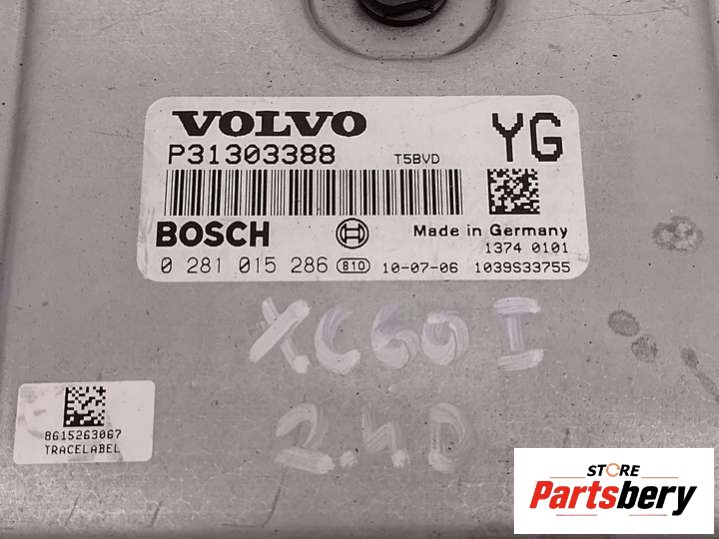 VOLVO
P31303388 T5BVD
YG
BOSCH
Made in Germany
1374 0101
0 281 015 286 810 10-07-06 1039S33755
XC60 I
2.4D
8615263067
TRACELABEL
STORE
Partsbery